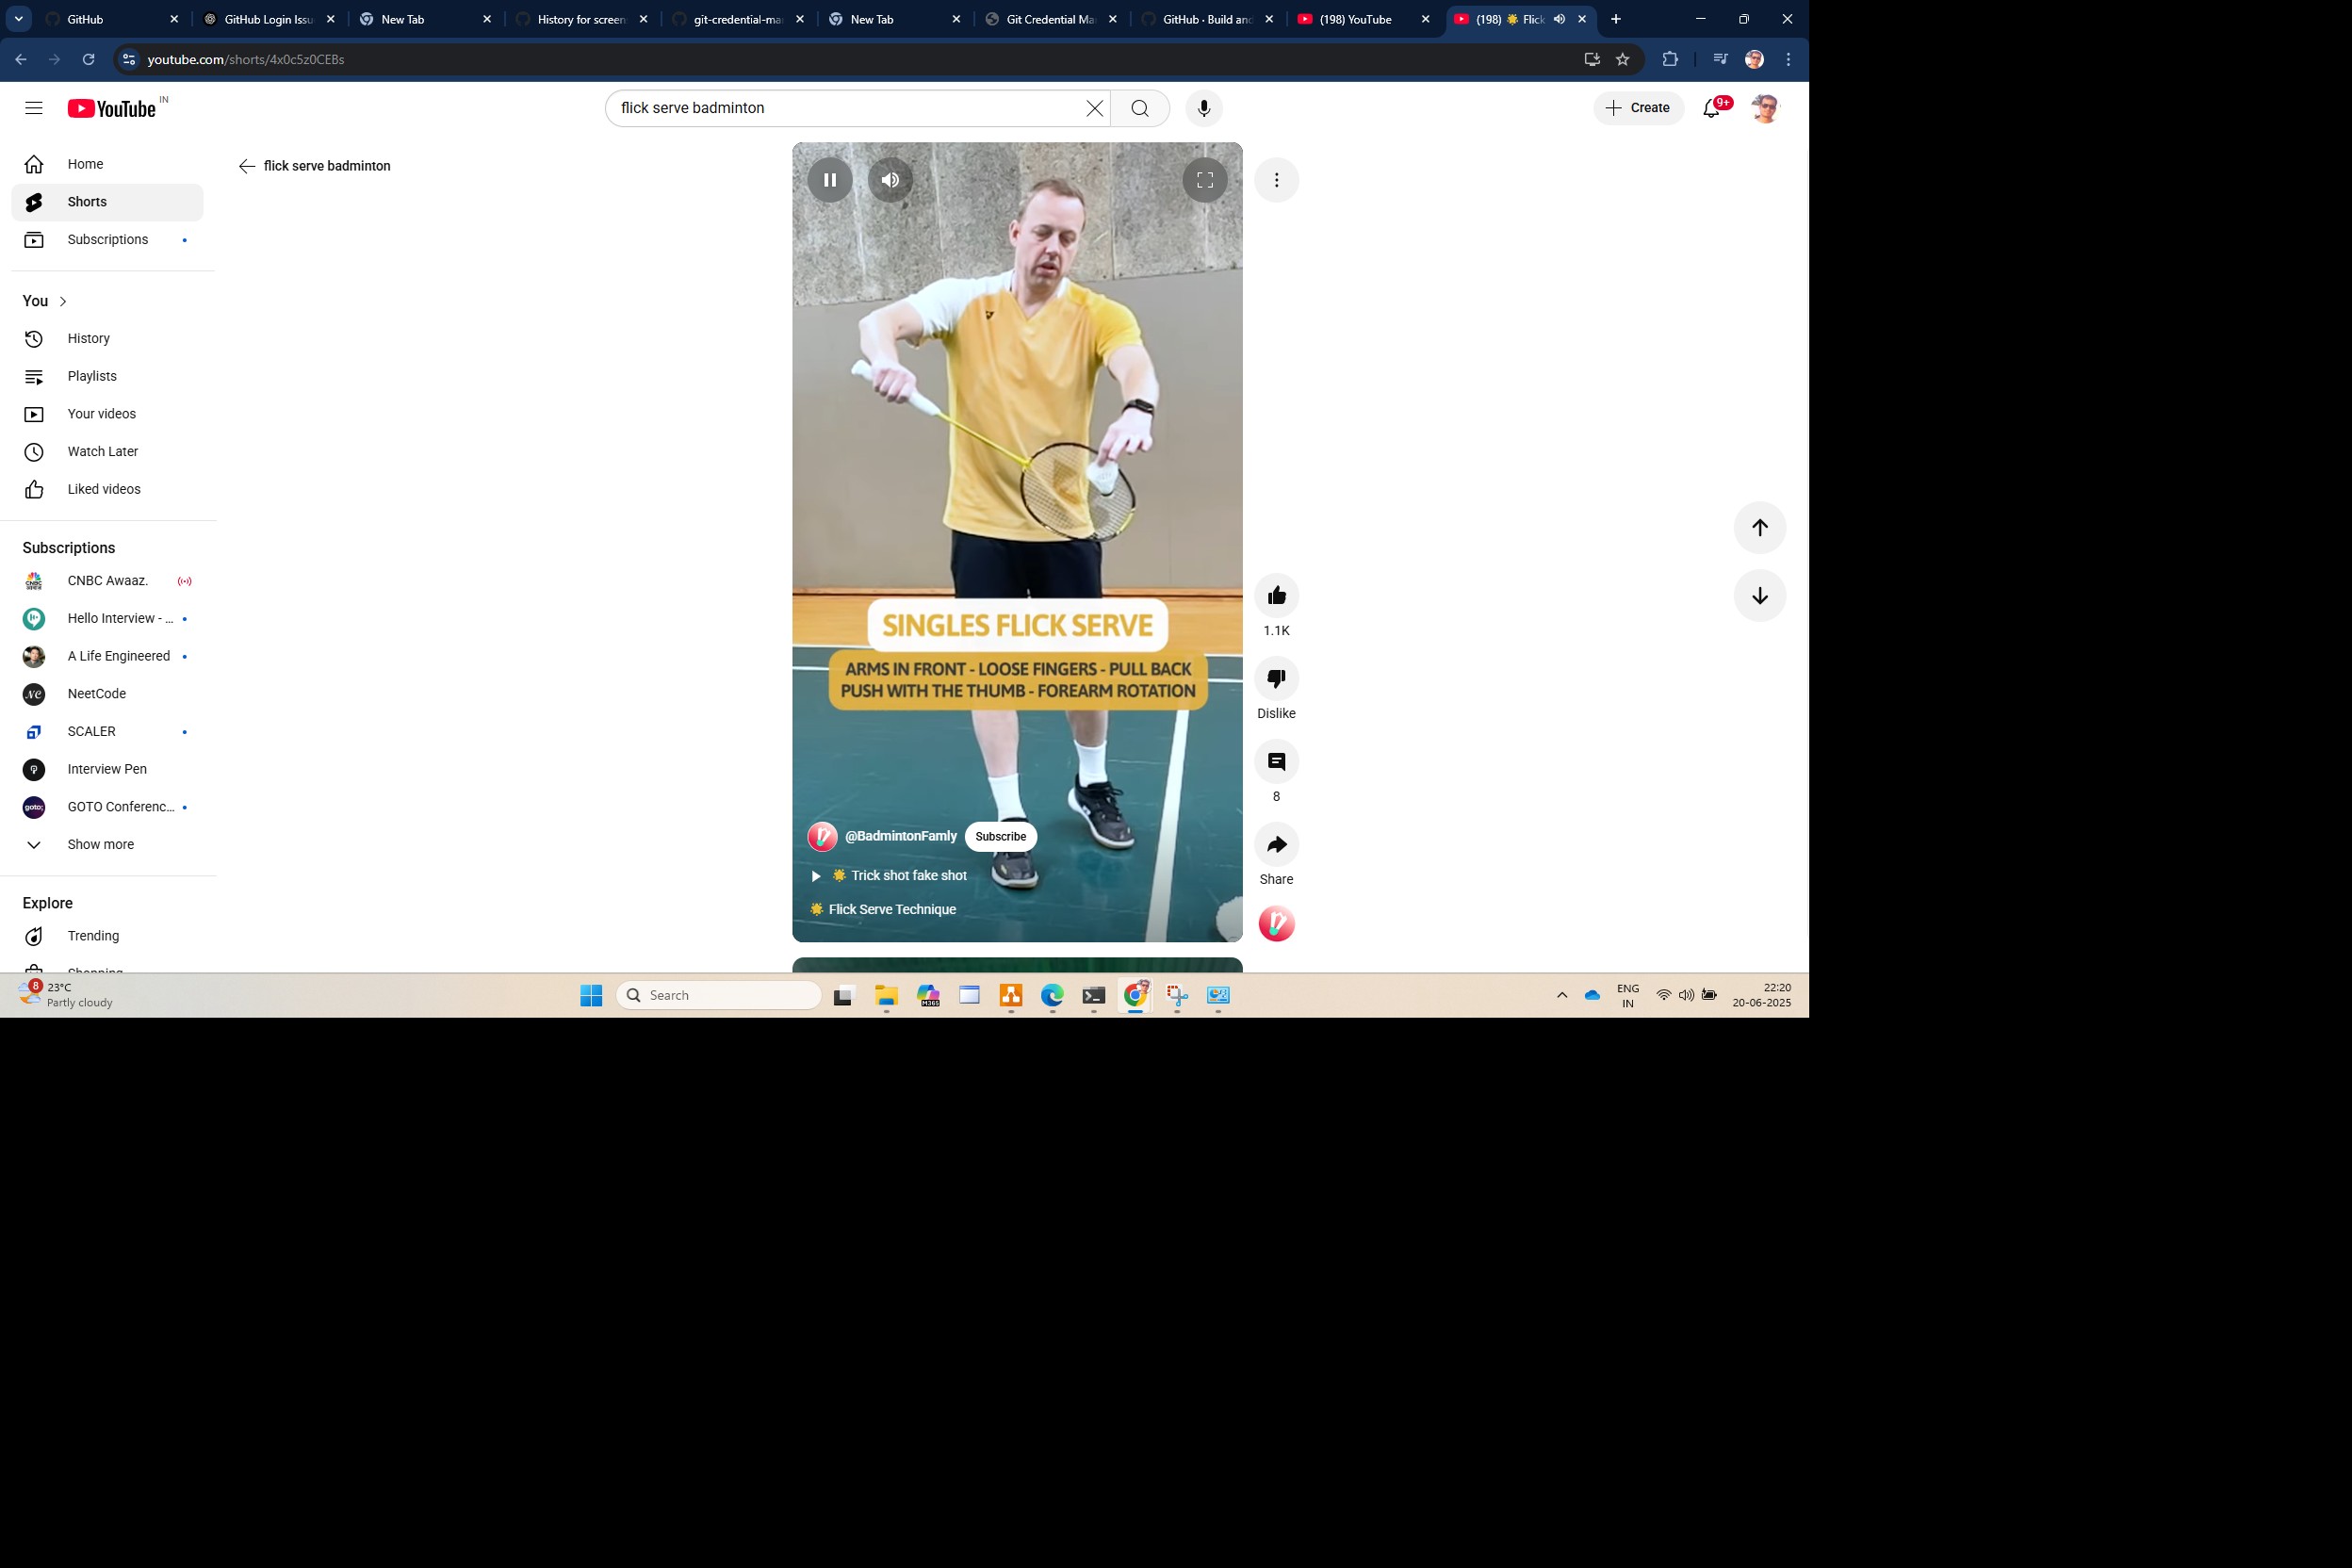 GitHub
GitHub Login Issu
New Tab
History for screen
git-credential-ma
New Tab
Git Credential Ma
GitHub · Build and
(198) YouTube
(198) 🌟 Flick
youtube.com/shorts/4x0c5z0CEBs
YouTube IN
flick serve badminton
Create
9+
Home
Shorts
Subscriptions
You
History
Playlists
Your videos
Watch Later
Liked videos
Subscriptions
CNBC Awaaz.
Hello Interview - ...
A Life Engineered
NeetCode
SCALER
Interview Pen
GOTO Conferenc...
Show more
Explore
Trending
flick serve badminton
SINGLES FLICK SERVE
ARMS IN FRONT - LOOSE FINGERS - PULL BACK
PUSH WITH THE THUMB - FOREARM ROTATION
@BadmintonFamly
Subscribe
🌟 Trick shot fake shot
🌟 Flick Serve Technique
1.1K
Dislike
8
Share
8
23°C
Partly cloudy
Search
M365
ENG
IN
22:20
20-06-2025